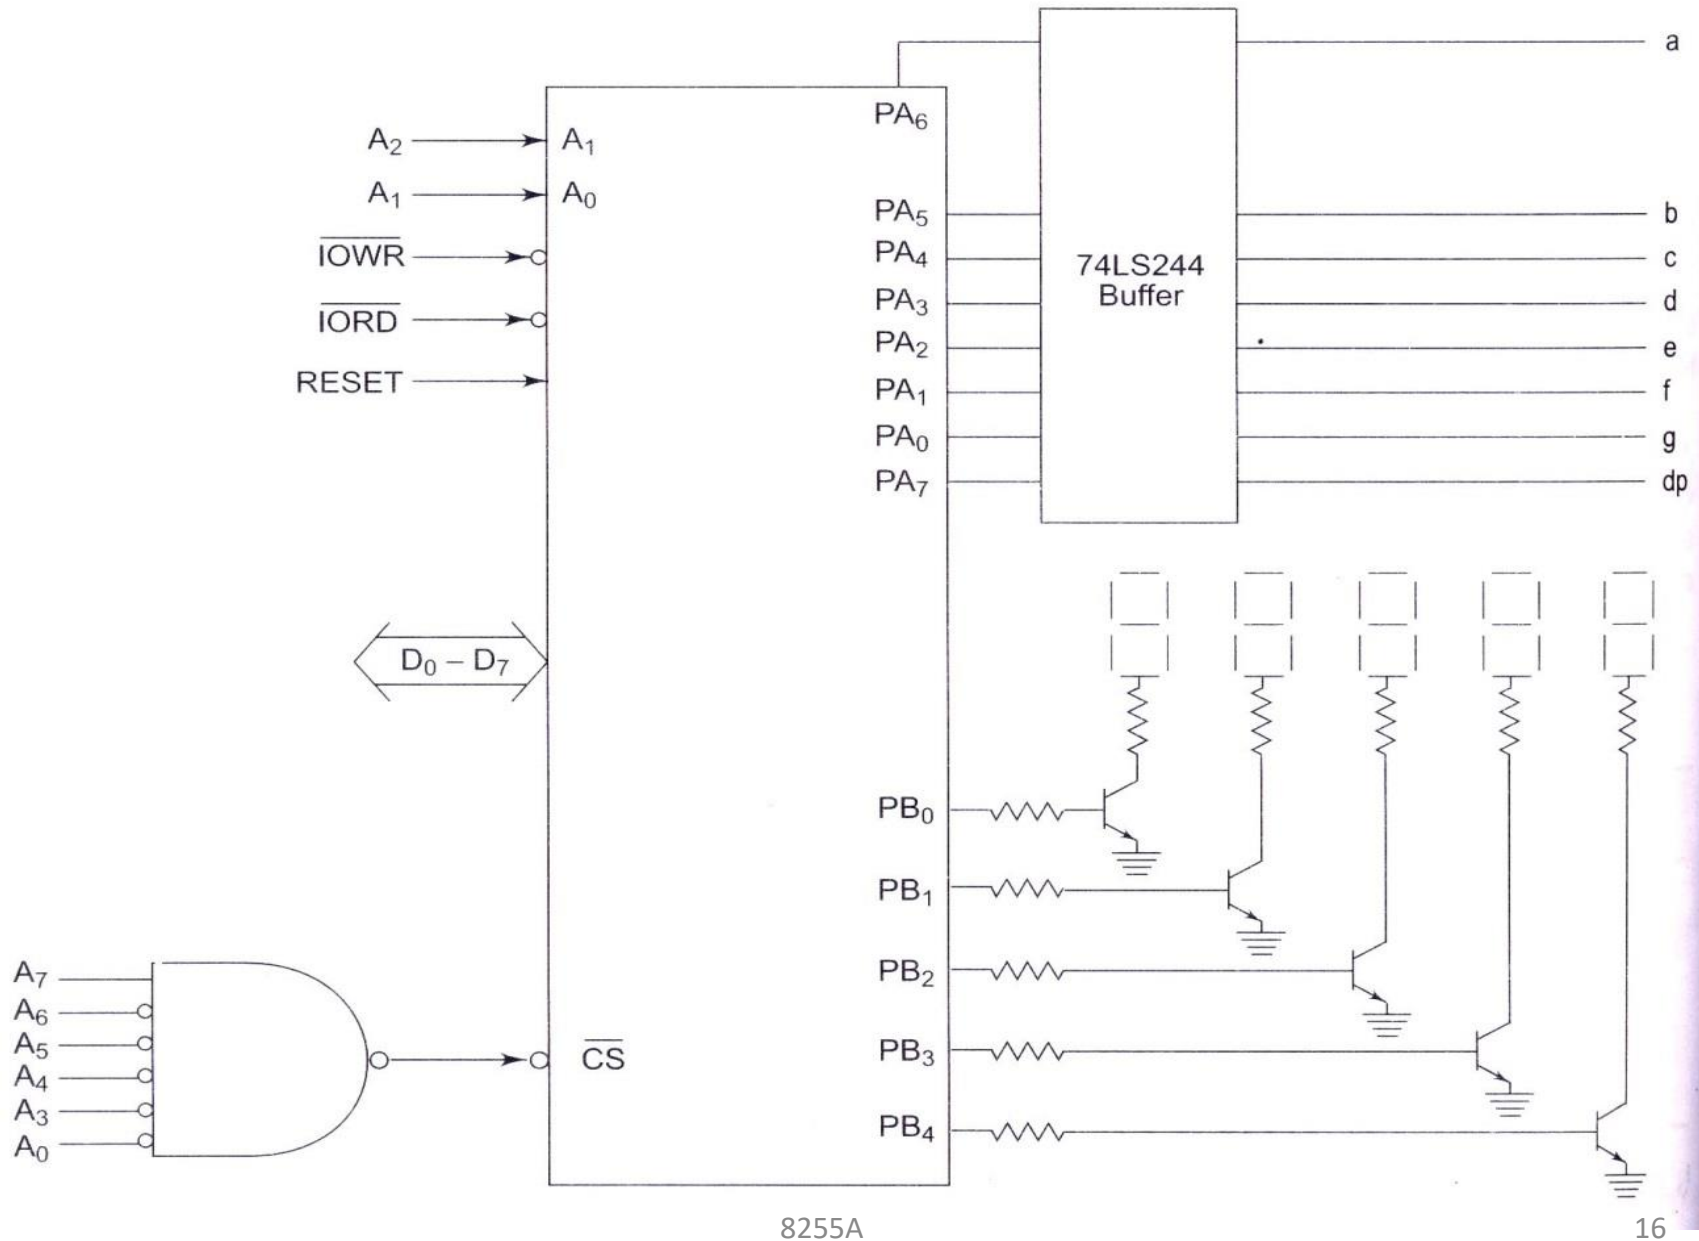 a
PA₆
A₂
A₁
A₁
A₀
PA₅
b
IOWR
PA₄
c
74LS244
Buffer
IORD
PA₃
d
PA₂
e
RESET
PA₁
f
PA₀
g
PA₇
dp
D₀ – D₇
PB₀
PB₁
PB₂
PB₃
PB₄
A₇
A₆
A₅
A₄
A₃
A₀
CS
8255A
16